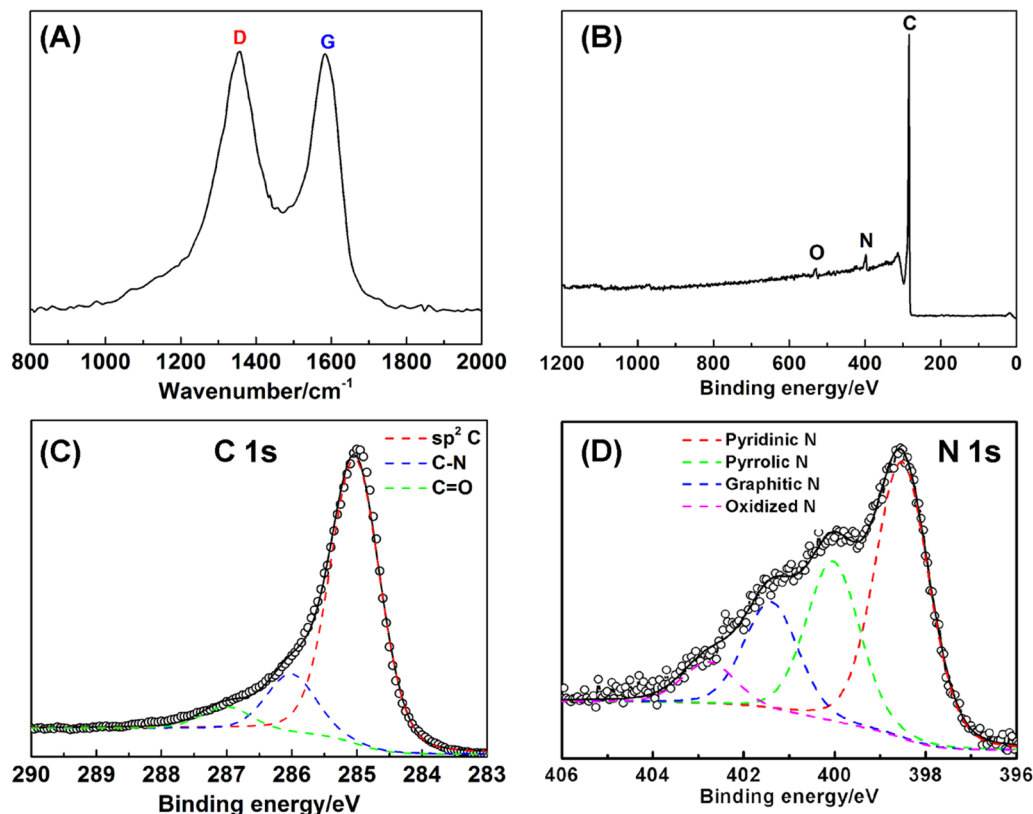 (A)
D
G
800 1000 1200 1400 1600 1800 2000
Wavenumber/cm⁻¹
(B)
C
O
N
1200 1000 800 600 400 200 0
Binding energy/eV
(C)
C 1s
sp² C
C-N
C=O
290 289 288 287 286 285 284 283
Binding energy/eV
(D)
N 1s
Pyridinic N
Pyrrolic N
Graphitic N
Oxidized N
406 404 402 400 398 396
Binding energy/eV